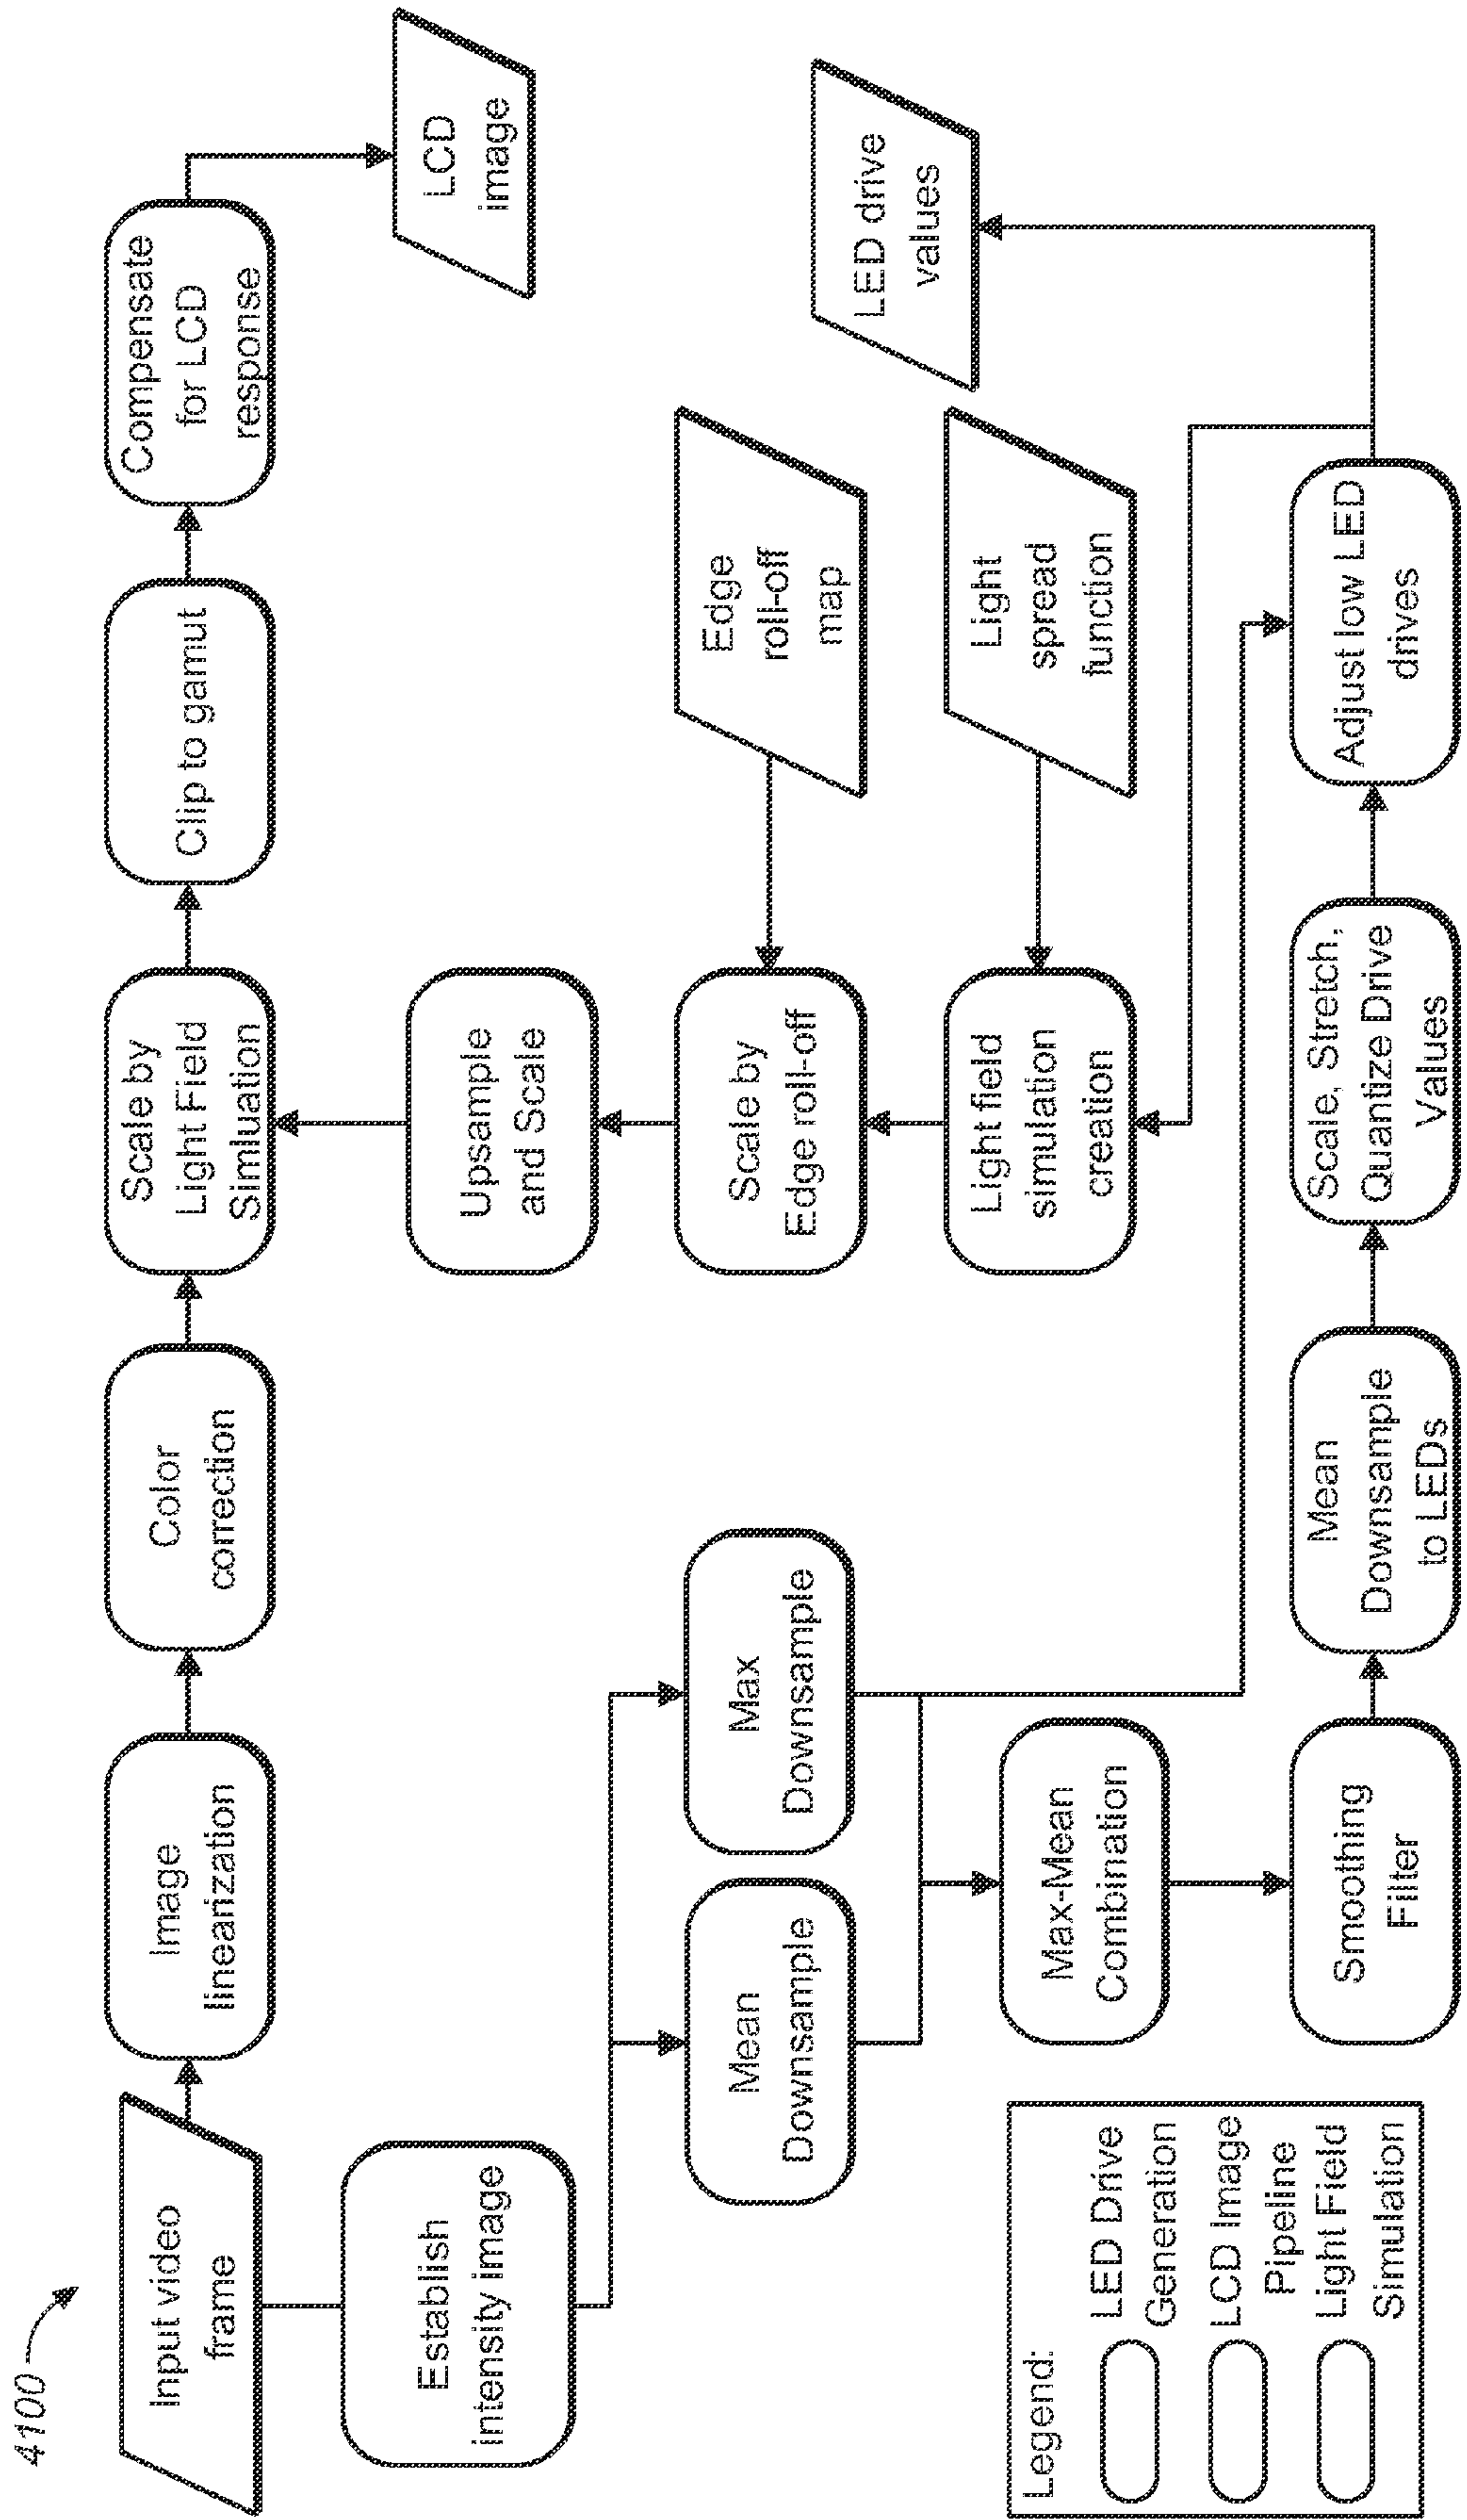 4100
Input video
frame
Image
linearization
Color
correction
Scale by
Light Field
Simluation
Clip to gamut
Compensate
for LCD
response
LCD
image
Establish
intensity image
Upsample
and Scale
Mean
Downsample
Max
Downsample
Scale by
Edge roll-off
Edge
roll-off
map
LED drive
values
Max-Mean
Combination
Light field
simulation
creation
Light
spread
function
Smoothing
Filter
Mean
Downsample
to LEDs
Scale, Stretch,
Quantize Drive
Values
Adjust low LED
drives
Legend:
LED Drive
Generation
LCD Image
Pipeline
Light Field
Simulation